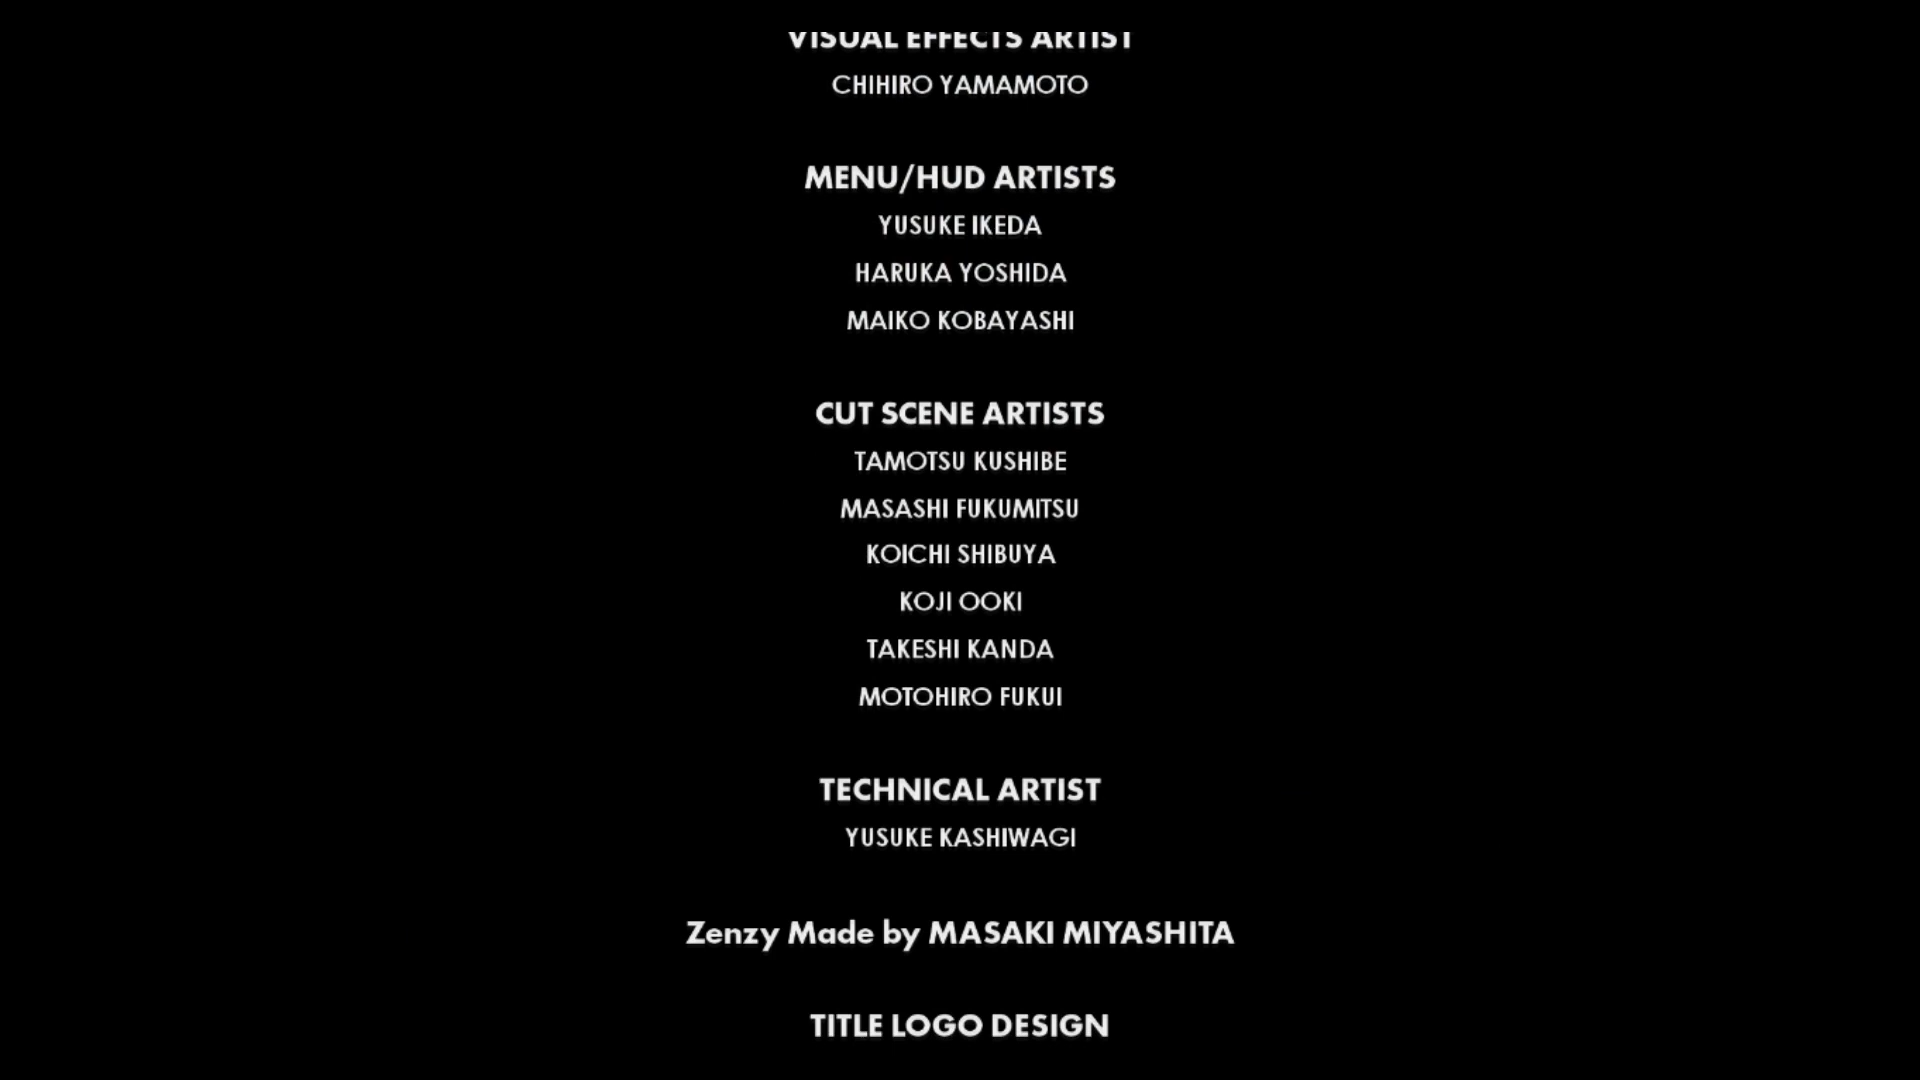 VISUAL EFFECTS ARTIST
CHIHIRO YAMAMOTO
MENU/HUD ARTISTS
YUSUKE IKEDA
HARUKA YOSHIDA
MAIKO KOBAYASHI
CUT SCENE ARTISTS
TAMOTSU KUSHIBE
MASASHI FUKUMITSU
KOICHI SHIBUYA
KOJI OOKI
TAKESHI KANDA
MOTOHIRO FUKUI
TECHNICAL ARTIST
YUSUKE KASHIWAGI
Zenzy Made by MASAKI MIYASHITA
TITLE LOGO DESIGN